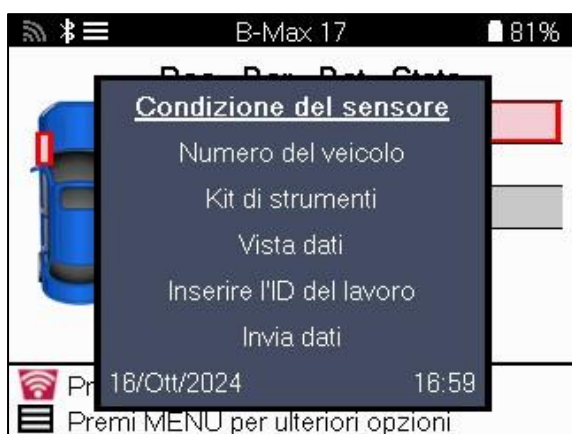 B-Max 17 81%
Condizione del sensore
Numero del veicolo
Kit di strumenti
Vista dati
Inserire l'ID del lavoro
Invia dati
16/Ott/2024 16:59
Premi MENU per ulteriori opzioni